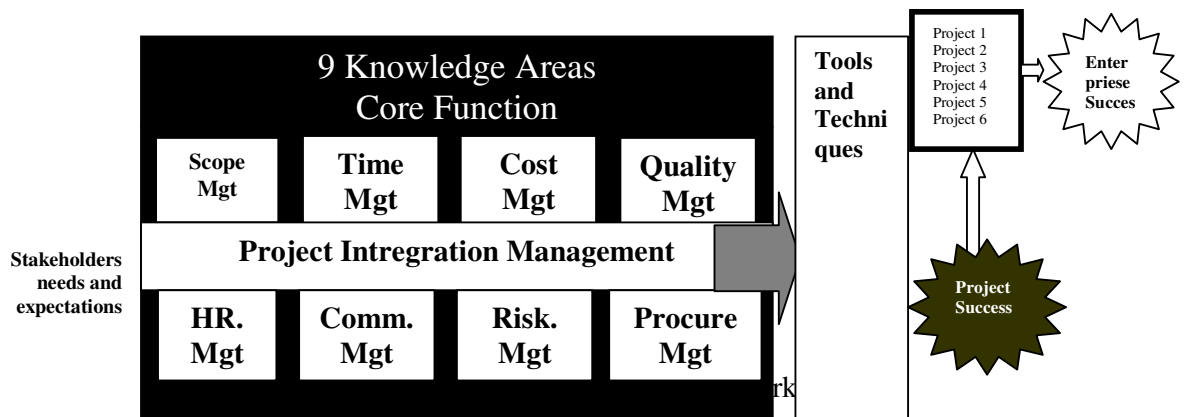 9 Knowledge Areas
Core Function
Scope
Mgt
Time
Mgt
Cost
Mgt
Quality
Mgt
Project Intregration Management
Stakeholders
needs and
expectations
HR.
Mgt
Comm.
Mgt
Risk.
Mgt
Procure
Mgt
rk
Tools
and
Techni
ques
Project 1
Project 2
Project 3
Project 4
Project 5
Project 6
Enter
priese
Succes
Project
Success